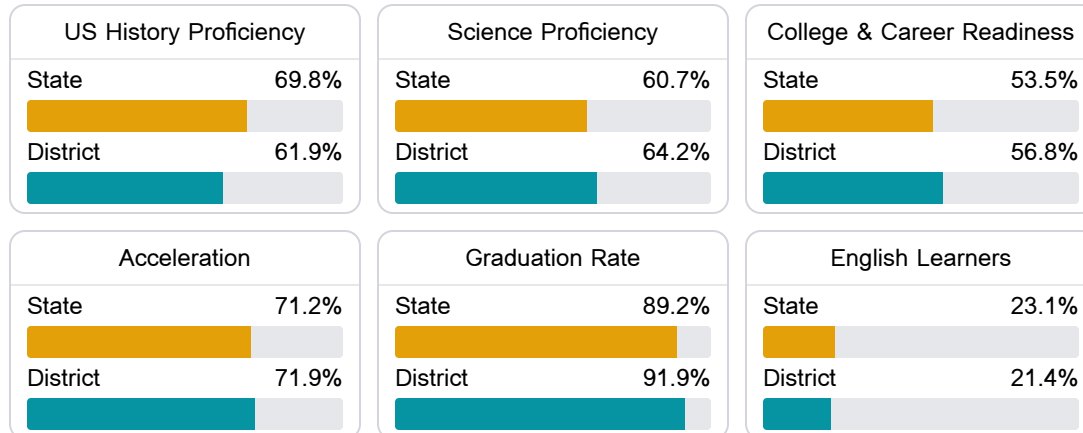 US History Proficiency
State 69.8%
District 61.9%
Science Proficiency
State 60.7%
District 64.2%
College & Career Readiness
State 53.5%
District 56.8%
Acceleration
State 71.2%
District 71.9%
Graduation Rate
State 89.2%
District 91.9%
English Learners
State 23.1%
District 21.4%